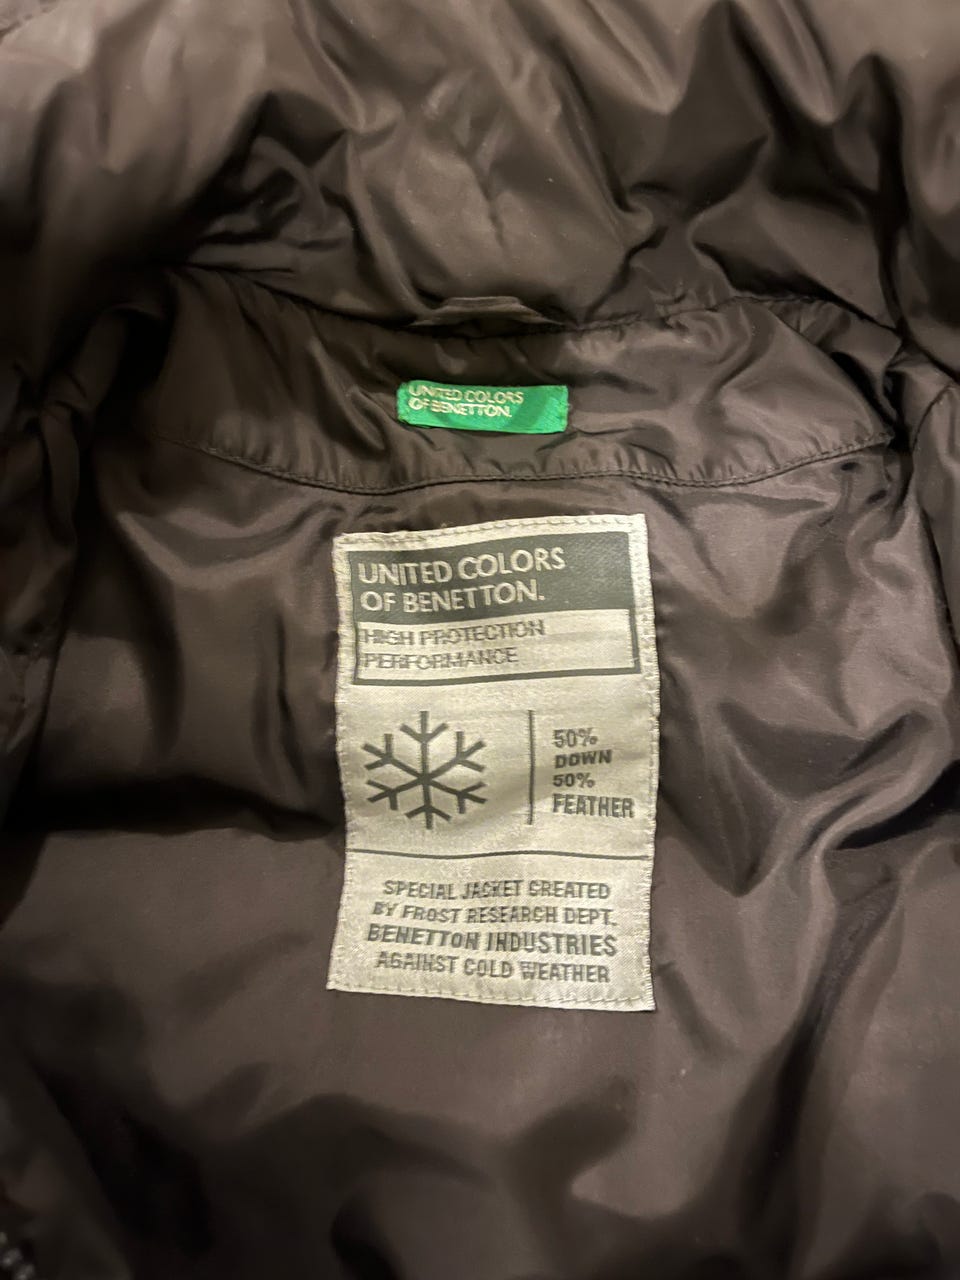 UNITED COLORS
OF BENETTON.
UNITED COLORS
OF BENETTON.
HIGH PROTECTION
PERFORMANCE
50%
DOWN
50%
FEATHER
SPECIAL JACKET CREATED
BY FROST RESEARCH DEPT.
BENETTON INDUSTRIES
AGAINST COLD WEATHER